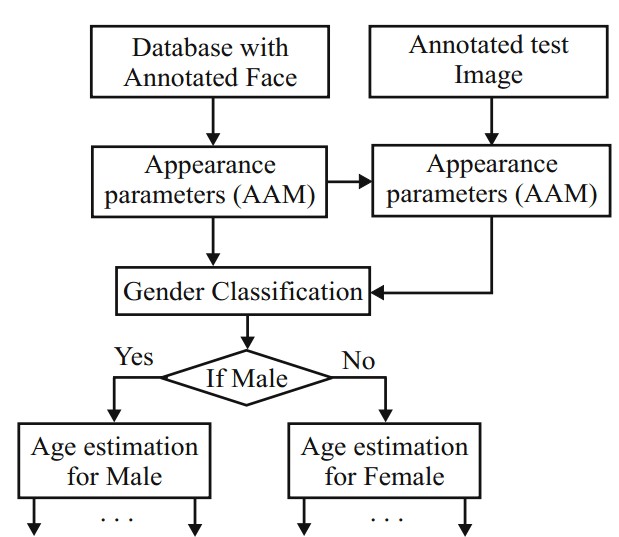 Database with
Annotated Face
Annotated test
Image
Appearance
parameters (AAM)
Appearance
parameters (AAM)
Gender Classification
Yes
If Male
No
Age estimation
for Male
Age estimation
for Female
. . .
. . .